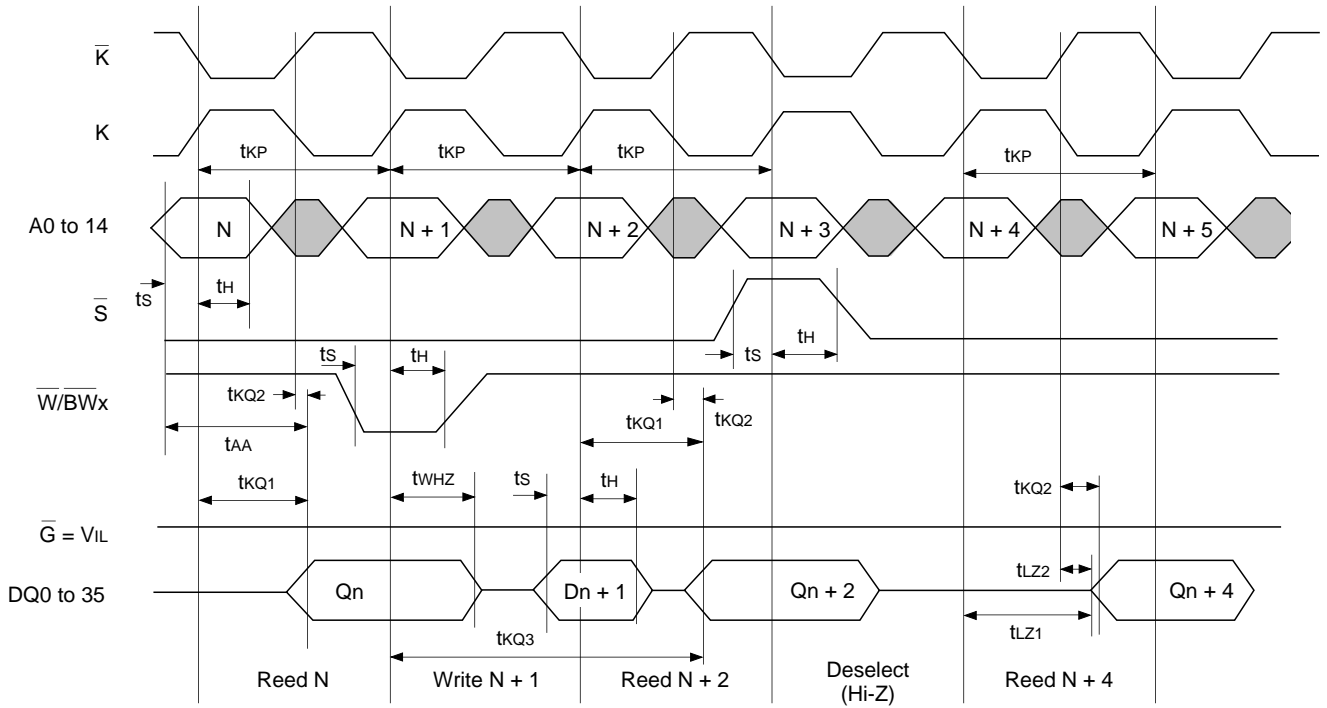 K
K
tKP tKP tKP tKP
A0 to 14 N N + 1 N + 2 N + 3 N + 4 N + 5
tS tH
S
tS tH
tS tH
W/BWx
tKQ2
tKQ1 tKQ2
tAA
tKQ1 tWHZ tS tH
tKQ2
G = VIL
tLZ2
DQ0 to 35 Qn Dn + 1 Qn + 2 Qn + 4
tLZ1
tKQ3
Reed N Write N + 1 Reed N + 2 Deselect Reed N + 4
(Hi-Z)